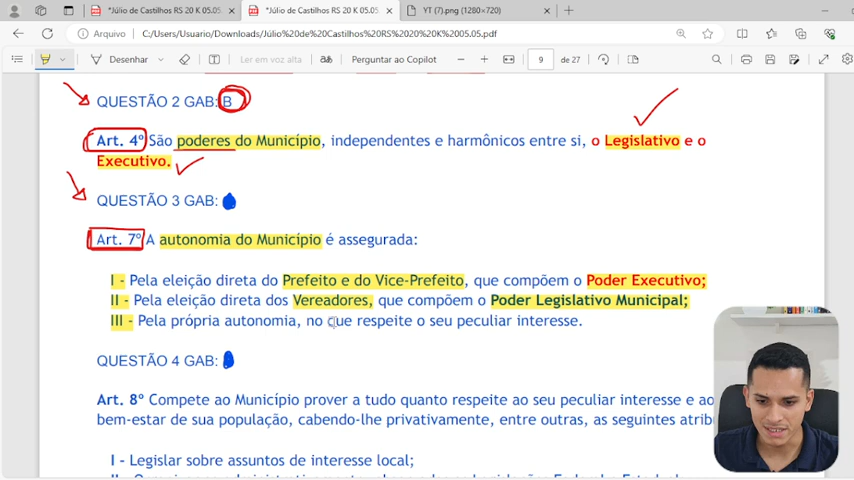 *Júlio de Castilhos RS 20 K 05.05.
*Júlio de Castilhos RS 20 K 05.05.
YT (7).png (1280×720)
Arquivo
C:/Users/Usuario/Downloads/Júlio%20de%20Castilhos%20RS%2020%20K%2005.05.pdf
Desenhar
Ler em voz alta
Perguntar ao Copilot
9
de 27
QUESTÃO 2 GAB: B
Art. 4º São poderes do Município, independentes e harmônicos entre si, o Legislativo e o
Executivo.
QUESTÃO 3 GAB:
Art. 7º A autonomia do Município é assegurada:
I - Pela eleição direta do Prefeito e do Vice-Prefeito, que compõem o Poder Executivo;
II - Pela eleição direta dos Vereadores, que compõem o Poder Legislativo Municipal;
III - Pela própria autonomia, no que respeite o seu peculiar interesse.
QUESTÃO 4 GAB:
Art. 8º Compete ao Município prover a tudo quanto respeite ao seu peculiar interesse e ao
bem-estar de sua população, cabendo-lhe privativamente, entre outras, as seguintes atrib
I - Legislar sobre assuntos de interesse local;